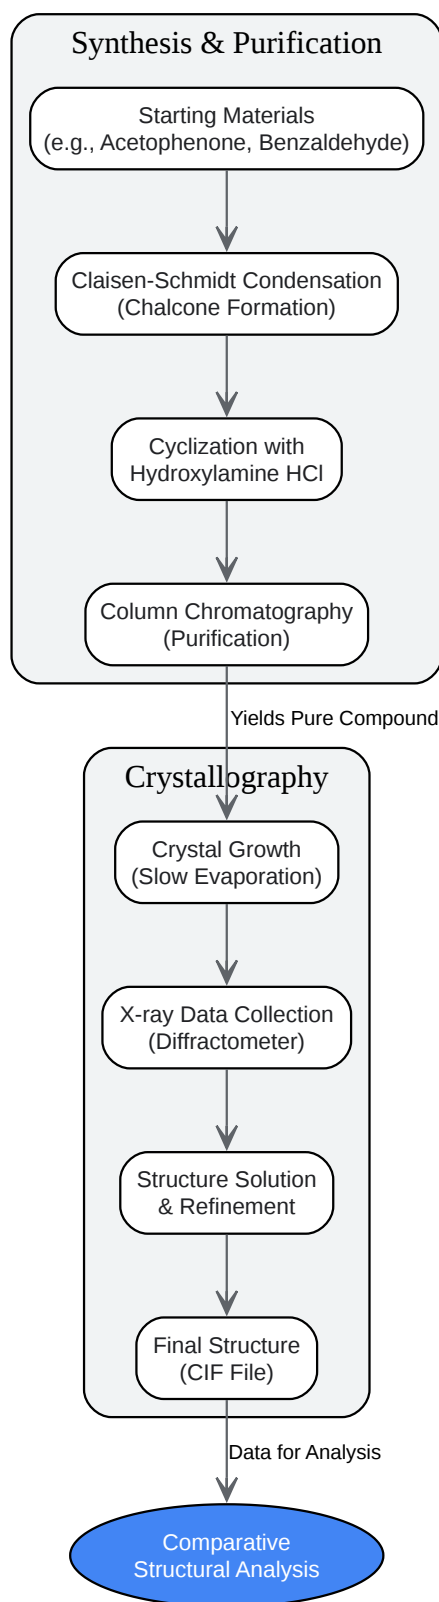 Synthesis & Purification
Starting Materials
(e.g., Acetophenone, Benzaldehyde)
Claisen-Schmidt Condensation
(Chalcone Formation)
Cyclization with
Hydroxylamine HCl
Column Chromatography
(Purification)
Yields Pure Compound
Crystallography
Crystal Growth
(Slow Evaporation)
X-ray Data Collection
(Diffractometer)
Structure Solution
& Refinement
Final Structure
(CIF File)
Data for Analysis
Comparative
Structural Analysis